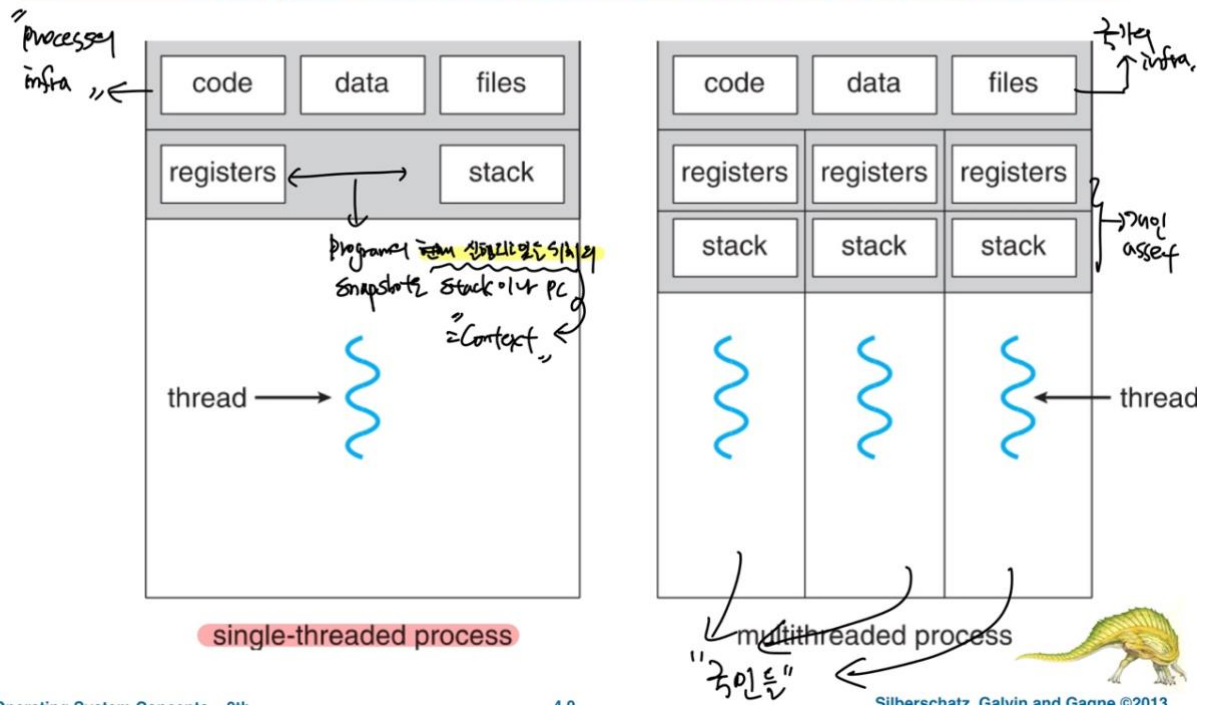 "process의
infra"
code data files
registers stack
program의 현재 실행되고 있는 위치의
snapshot은 stack이나 PC
"=Context"
thread
single-threaded process
code data files
국가의
infra.
registers registers registers
stack stack stack
개인
asset
thread
multithreaded process
"국민들"
4.9
Silberschatz, Galvin and Gagne ©2013